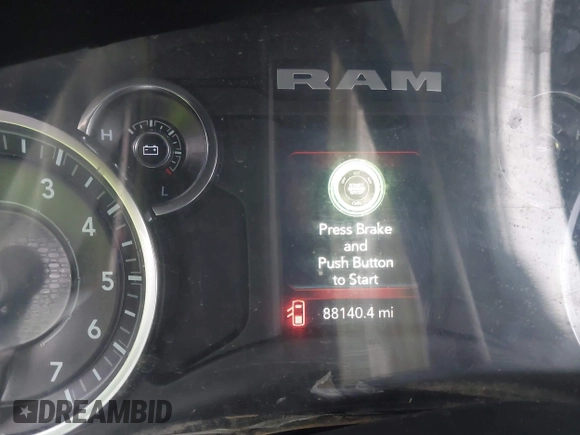 RAM
H
L
3
4
5
6
7
Press Brake
and
Push Button
to Start
88140.4 mi
DREAMBID